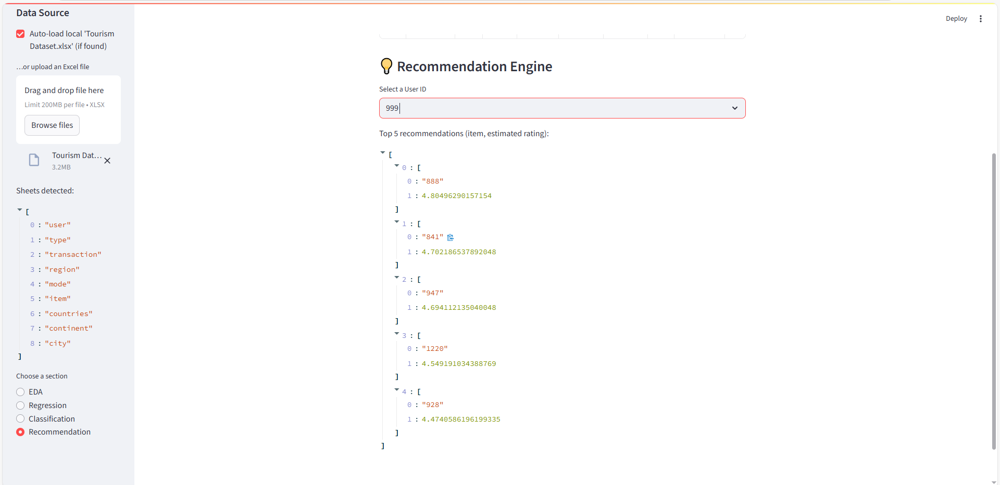 Data Source
Auto-load local 'Tourism
Dataset.xlsx' (if found)
...or upload an Excel file
Drag and drop file here
Limit 200MB per file • XLSX
Browse files
Tourism Dat...
3.2MB
Sheets detected:
[
0 : "user"
1 : "type"
2 : "transaction"
3 : "region"
4 : "mode"
5 : "item"
6 : "countries"
7 : "continent"
8 : "city"
]
Choose a section
EDA
Regression
Classification
Recommendation
Deploy
Recommendation Engine
Select a User ID
999
Top 5 recommendations (item, estimated rating):
[
0 : [
0 : "888"
1 : 4.80496290157154
]
1 : [
0 : "841"
1 : 4.702186537892048
]
2 : [
0 : "947"
1 : 4.694112135040048
]
3 : [
0 : "1220"
1 : 4.549191034388769
]
4 : [
0 : "928"
1 : 4.4740586196199335
]
]